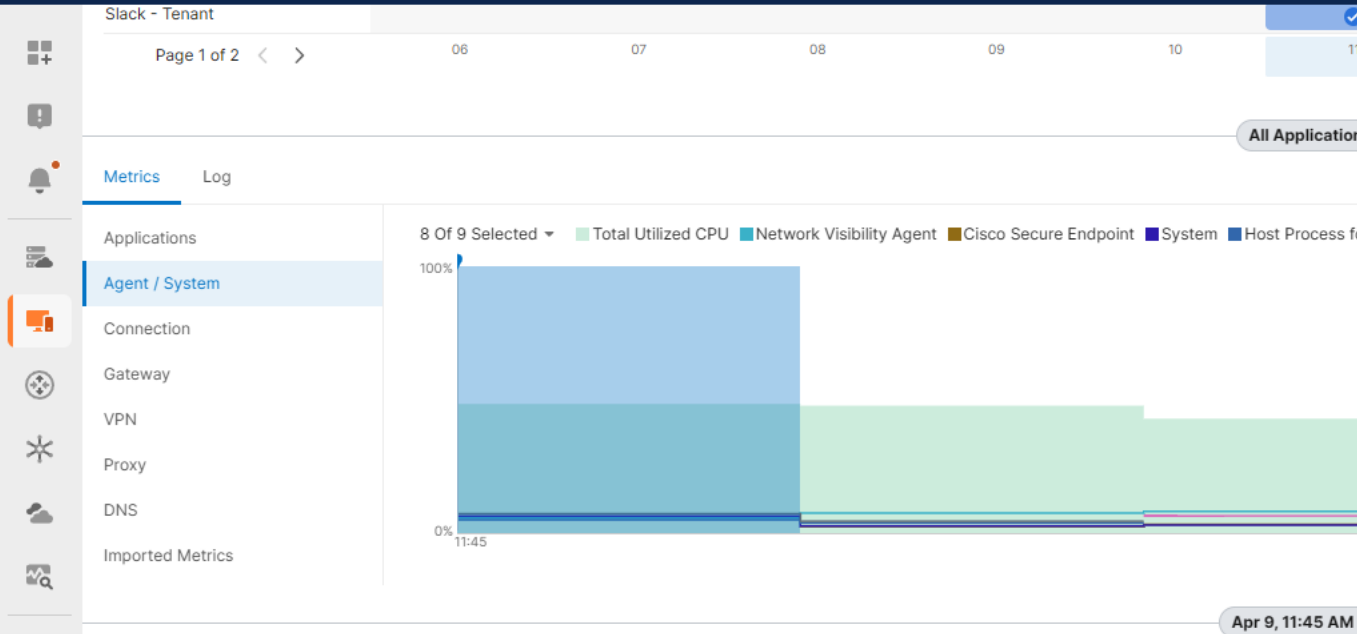 Slack - Tenant
Page 1 of 2
06 07 08 09 10
All Application
Metrics Log
Applications
Agent / System
Connection
Gateway
VPN
Proxy
DNS
Imported Metrics
8 Of 9 Selected Total Utilized CPU Network Visibility Agent Cisco Secure Endpoint System Host Process
100%
0%
11:45
Apr 9, 11:45 AM